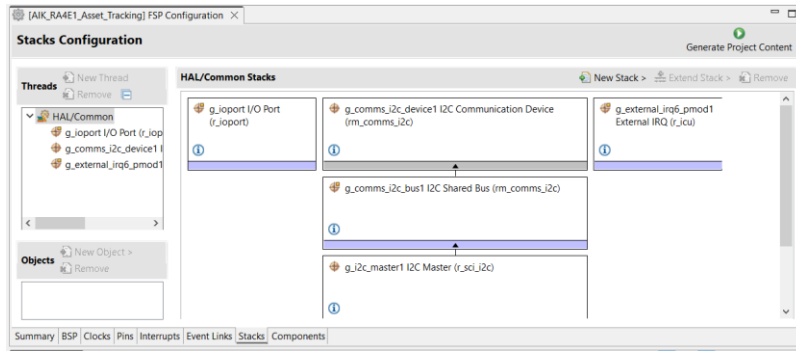 [AIK_RA4E1_Asset_Tracking] FSP Configuration
Stacks Configuration
Generate Project Content
Threads
New Thread
Remove
HAL/Common
g_ioport I/O Port (r_iop
g_comms_i2c_device1 I
g_external_irq6_pmod1
Objects
New Object >
Remove
HAL/Common Stacks
New Stack >
Extend Stack >
Remove
g_ioport I/O Port
(r_ioport)
g_comms_i2c_device1 I2C Communication Device
(rm_comms_i2c)
g_external_irq6_pmod1
External IRQ (r_icu)
g_comms_i2c_bus1 I2C Shared Bus (rm_comms_i2c)
g_i2c_master1 I2C Master (r_sci_i2c)
Summary BSP Clocks Pins Interrupts Event Links Stacks Components